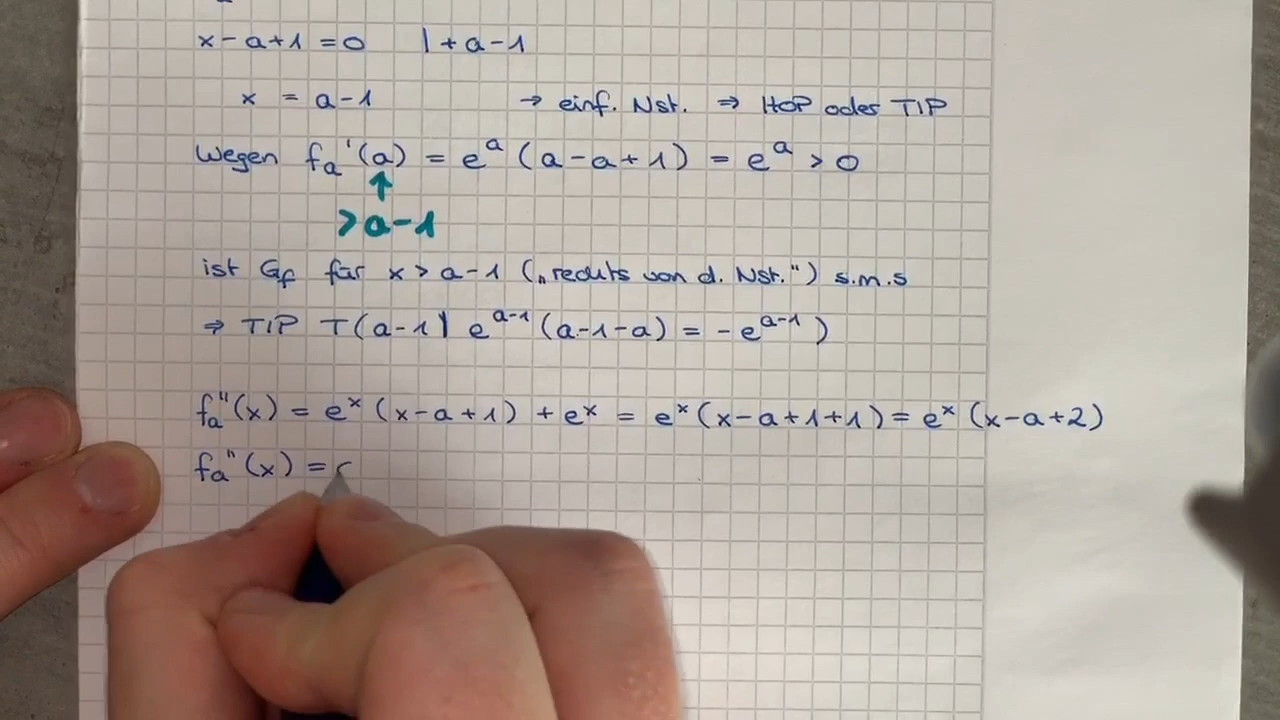 x-a+1 = 0 | +a-1
x = a-1 → einf. Nst. ⇒ HOP oder TIP
Wegen fa'(a) = e^a (a-a+1) = e^a > 0
↑
> a-1
ist Gf für x > a-1 („rechts von d. Nst.") s.m.s
⇒ TIP T(a-1 | e^(a-1) (a-1-a) = -e^(a-1))
fa"(x) = e^x (x-a+1) + e^x = e^x (x-a+1+1) = e^x (x-a+2)
fa"(x) =